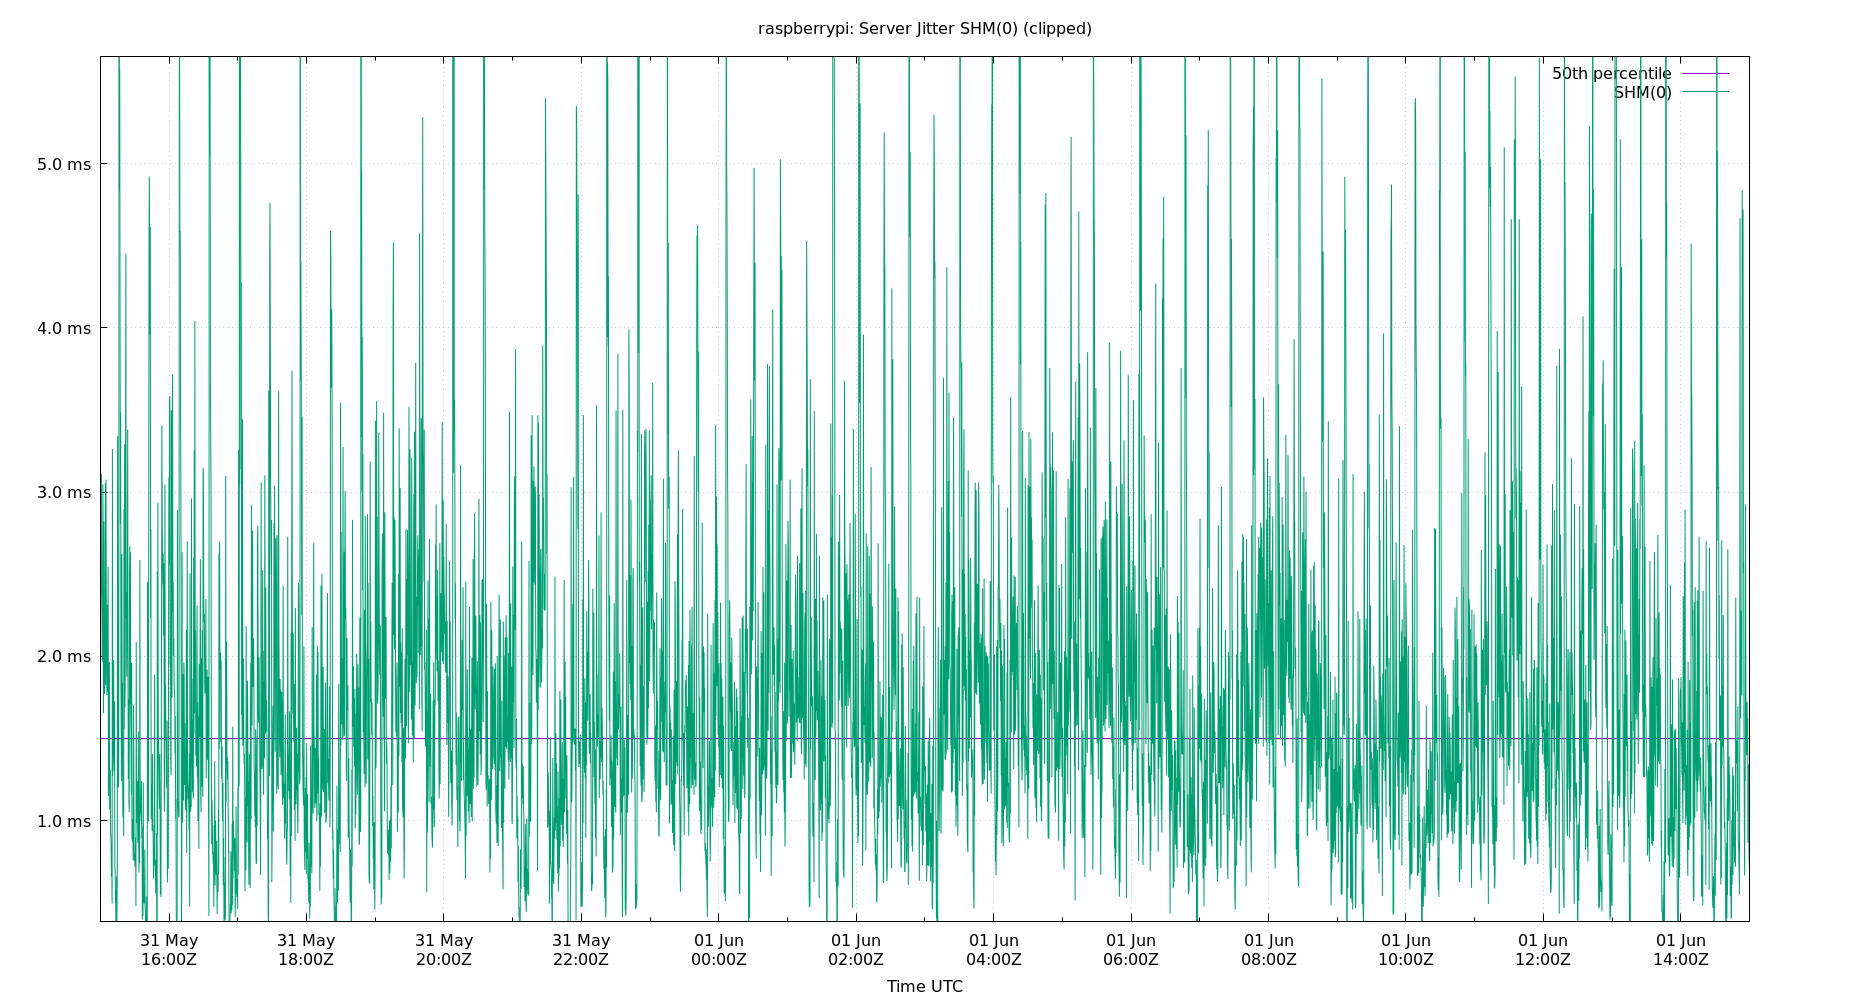 raspberrypi: Server Jitter SHM(0) (clipped)
50th percentile
SHM(0)
5.0 ms
4.0 ms
3.0 ms
2.0 ms
1.0 ms
31 May 31 May 31 May 31 May 01 Jun 01 Jun 01 Jun 01 Jun 01 Jun 01 Jun 01 Jun 01 Jun
16:00Z 18:00Z 20:00Z 22:00Z 00:00Z 02:00Z 04:00Z 06:00Z 08:00Z 10:00Z 12:00Z 14:00Z
Time UTC